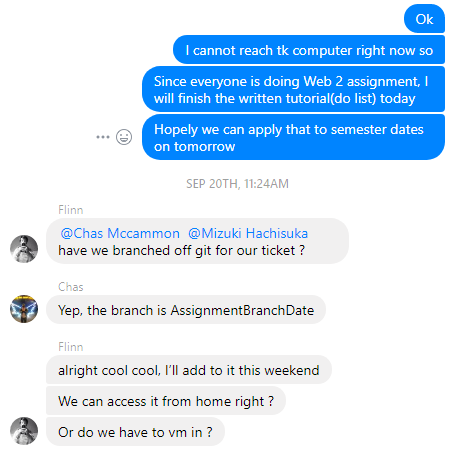 Ok
I cannot reach tk computer right now so
Since everyone is doing Web 2 assignment, I
will finish the written tutorial(do list) today
Hopely we can apply that to semester dates
on tomorrow
SEP 20TH, 11:24AM
Flinn
@Chas Mccammon @Mizuki Hachisuka
have we branched off git for our ticket ?
Chas
Yep, the branch is AssignmentBranchDate
Flinn
alright cool cool, I'll add to it this weekend
We can access it from home right ?
Or do we have to vm in ?